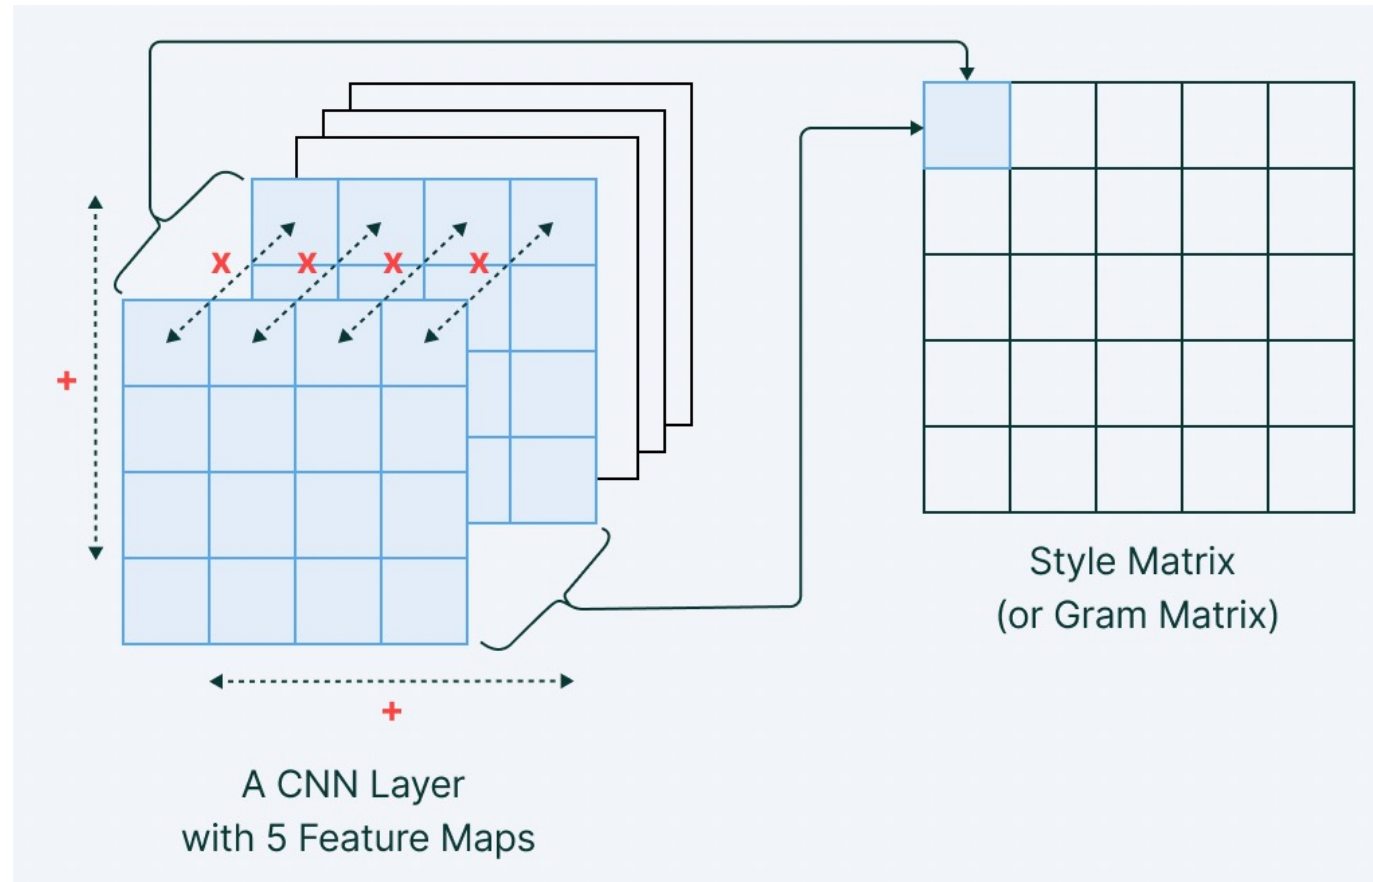 X X X X
+
+
Style Matrix
(or Gram Matrix)
A CNN Layer
with 5 Feature Maps